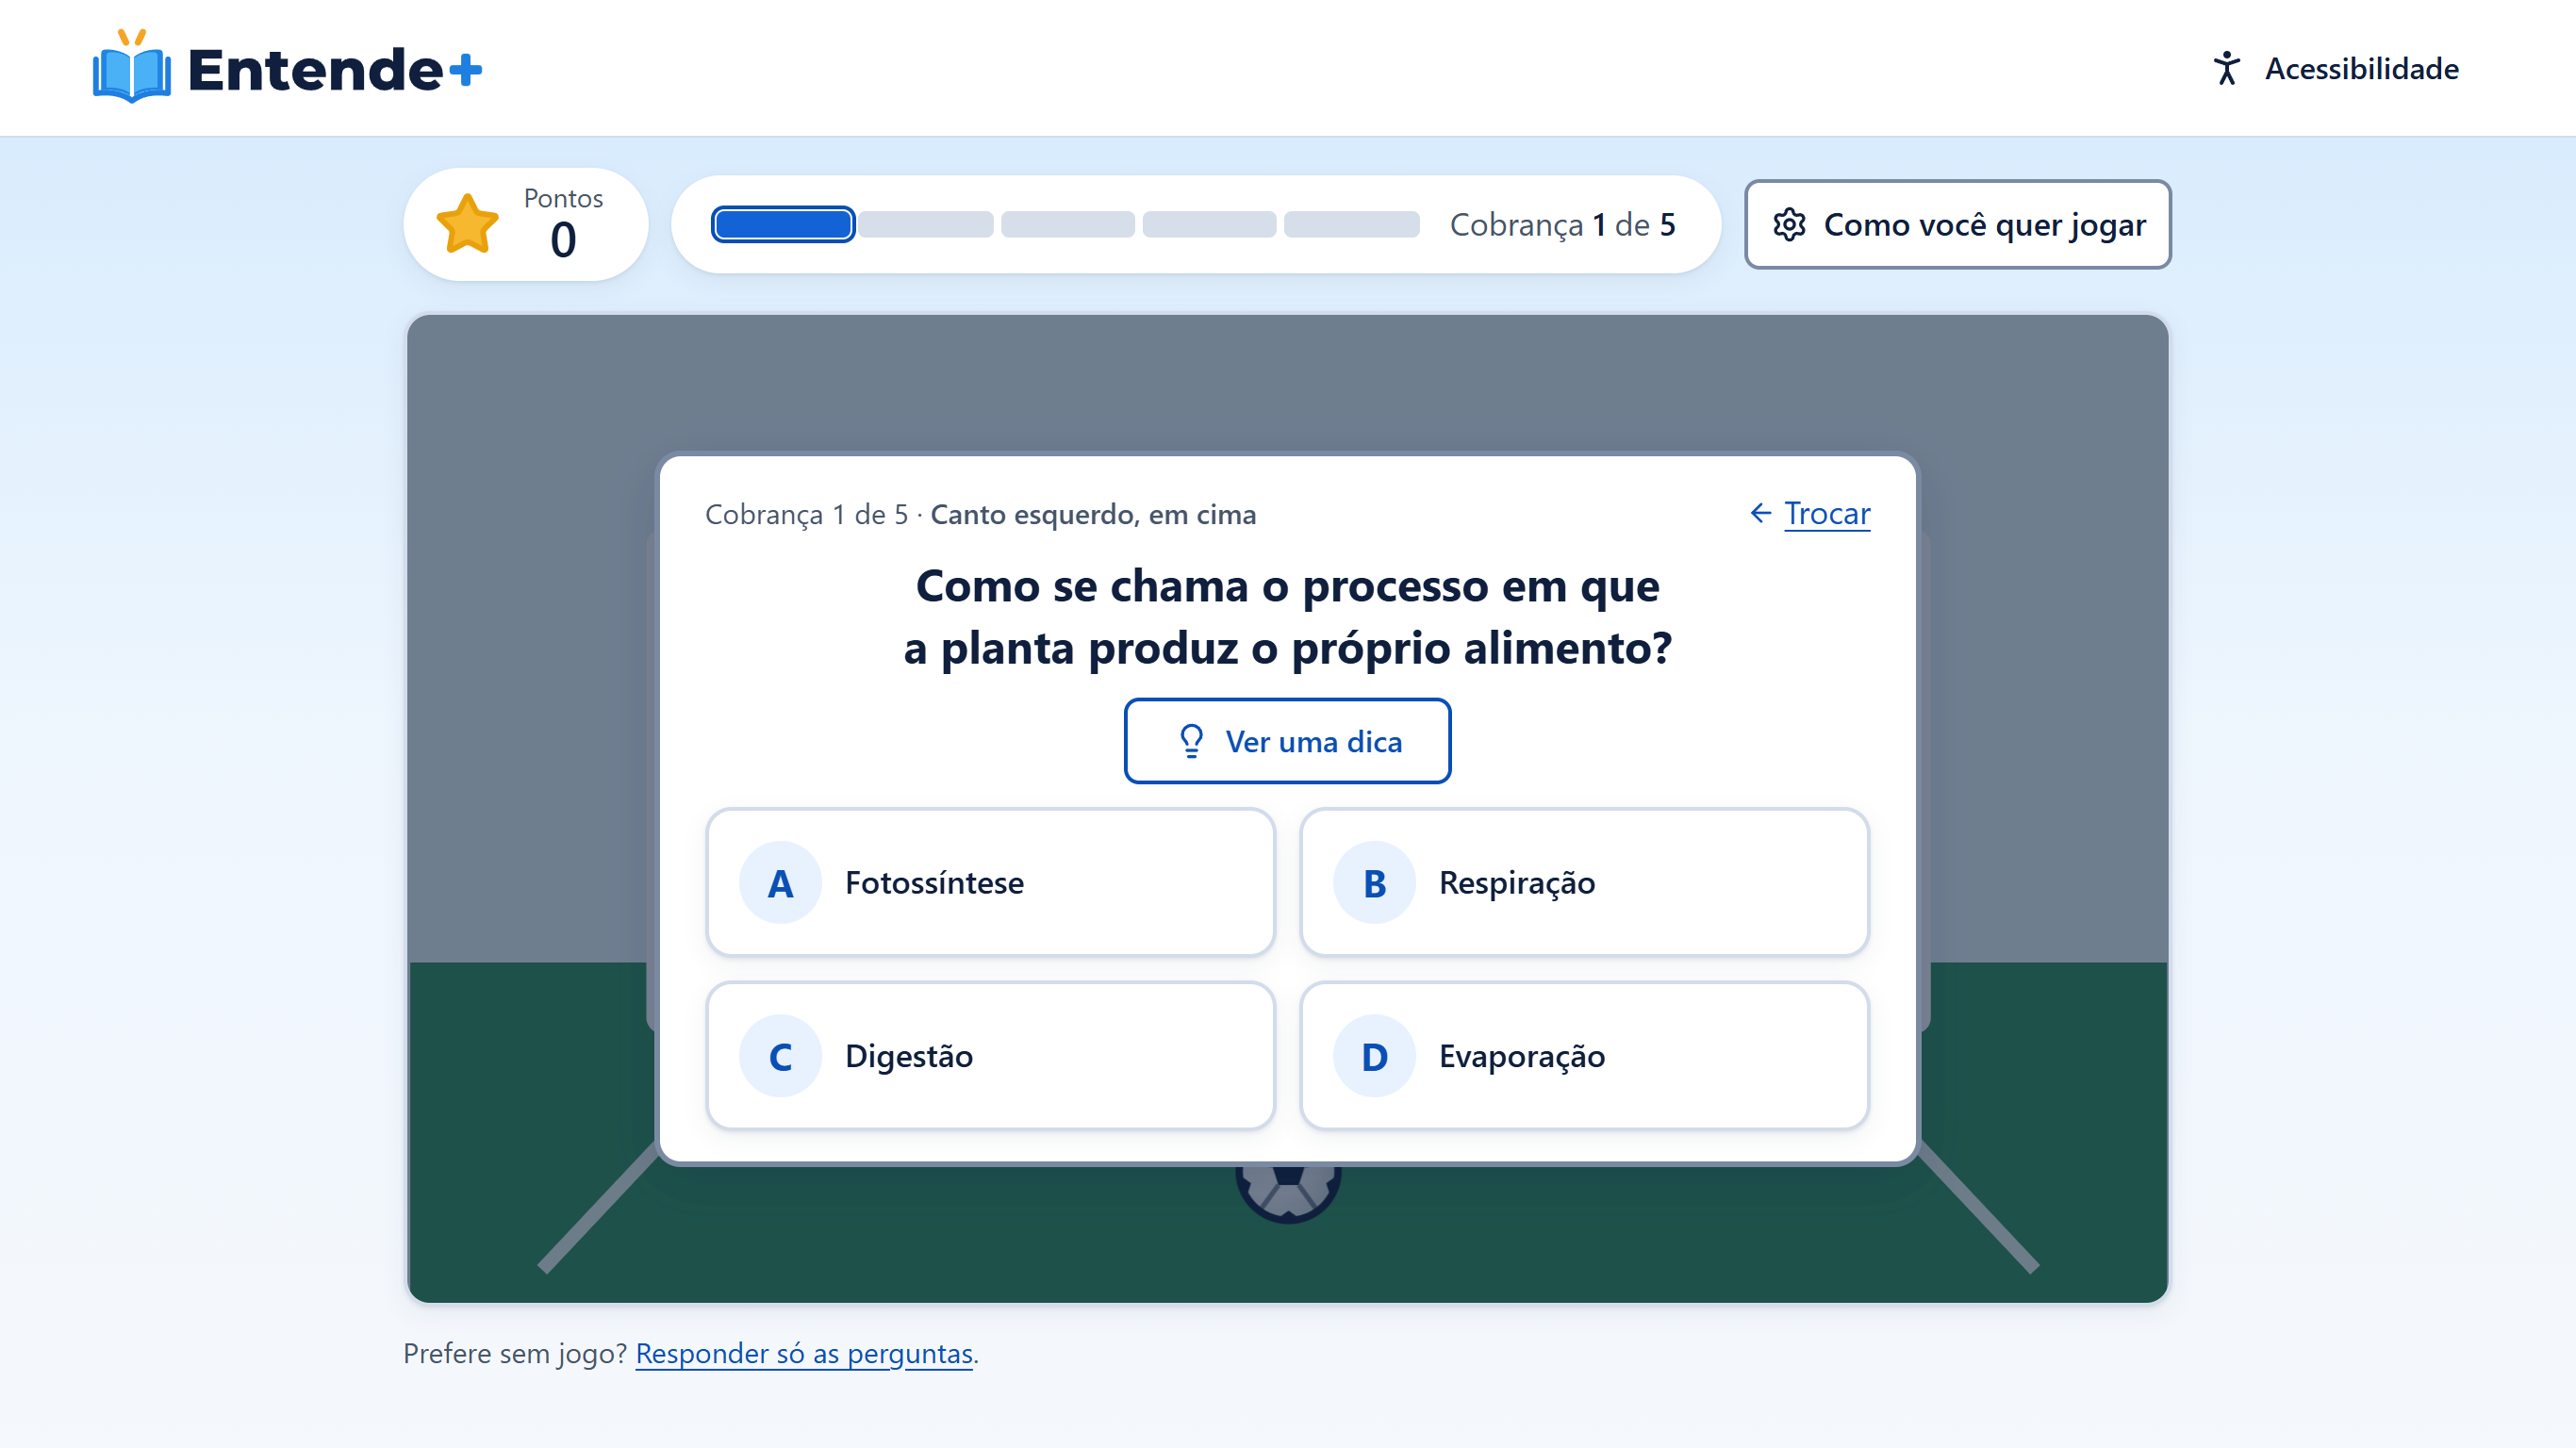 Entende+
Acessibilidade
Pontos
0
Cobrança 1 de 5
Como você quer jogar
Cobrança 1 de 5 · Canto esquerdo, em cima
Trocar
Como se chama o processo em que
a planta produz o próprio alimento?
Ver uma dica
A Fotossíntese
B Respiração
C Digestão
D Evaporação
Prefere sem jogo? Responder só as perguntas.